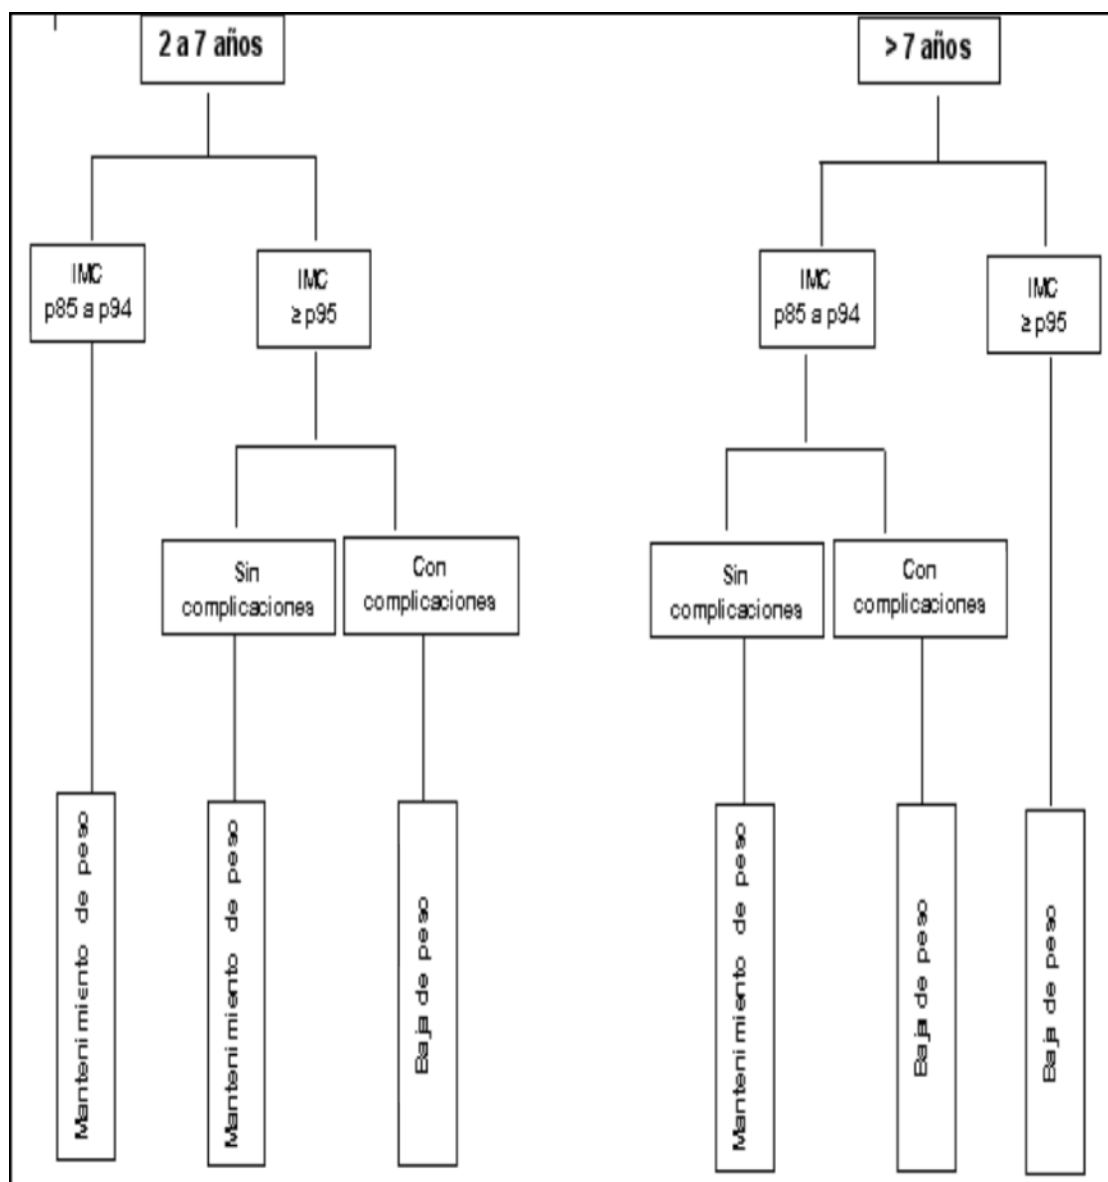 2 a 7 años
> 7 años
IMC
p85 a p94
IMC
≥ p95
IMC
p85 a p94
IMC
≥ p95
Sin
complicaciones
Con
complicaciones
Sin
complicaciones
Con
complicaciones
Mantenimiento de peso
Mantenimiento de peso
Baja de peso
Mantenimiento de peso
Baja de peso
Baja de peso